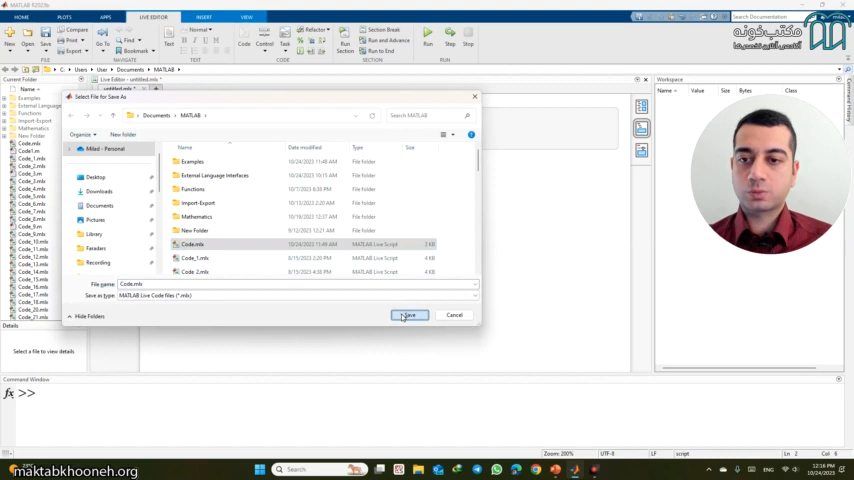 MATLAB R2023b
HOME PLOTS APPS LIVE EDITOR INSERT VIEW
Search Documentation
New Open Save Compare Print Export
Go To Find Bookmark
Text Normal
Code Control Task Refactor
Run Section Section Break Run and Advance Run to End
Run Step Stop
SECTION RUN
مکتب‌خونه
C: Users User Documents MATLAB
Current Folder
Name
Examples
External Language
Functions
Import-Export
Mathematics
New Folder
Code.mlx
Code1.m
Code_1.mlx
Code_2.mlx
Code_3.m
Code_3.mlx
Code_4.mlx
Code_5.mlx
Code_6.mlx
Code_7.mlx
Code_8.mlx
Code_9.mlx
Code_10.mlx
Code_11.mlx
Code_12.mlx
Code_13.mlx
Code_14.mlx
Code_15.mlx
Code_16.mlx
Code_17.mlx
Code_18.mlx
Code_20.mlx
Code_21.mlx
Details
Select a file to view details
Live Editor - untitled.mlx *
untitled.mlx *
Select File for Save As
Documents MATLAB
Search MATLAB
Organize New folder
Milad - Personal
Desktop
Downloads
Documents
Pictures
Library
Faradars
Recording
Name Date modified Type Size
Examples 10/24/2023 11:48 AM File folder
External Language Interfaces 10/24/2023 10:15 AM File folder
Functions 10/7/2023 6:38 PM File folder
Import-Export 10/13/2023 2:20 AM File folder
Mathematics 10/19/2023 12:37 AM File folder
New Folder 9/12/2023 12:21 AM File folder
Code.mlx 10/24/2023 11:49 AM MATLAB Live Script 3 KB
Code_1.mlx 8/15/2023 2:20 PM MATLAB Live Script 4 KB
Code_2.mlx 8/15/2023 4:38 PM MATLAB Live Script 4 KB
File name: Code.mlx
Save as type: MATLAB Live Code files (*.mlx)
Hide Folders
Save Cancel
Workspace
Name Value Size Bytes Class
Command History
Command Window
fx >>
Zoom: 200% UTF-8 LF script Ln 2 Col 6
Search
ENG 12:16 PM
10/24/2023
maktabkhooneh.org